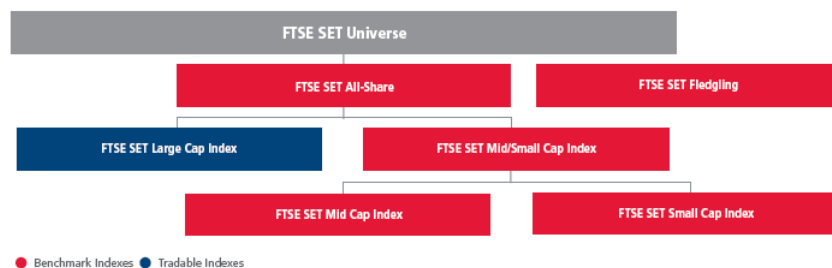 FTSE SET Universe
FTSE SET All-Share
FTSE SET Fledgling
FTSE SET Large Cap Index
FTSE SET Mid/Small Cap Index
FTSE SET Mid Cap Index
FTSE SET Small Cap Index
Benchmark Indexes
Tradable Indexes